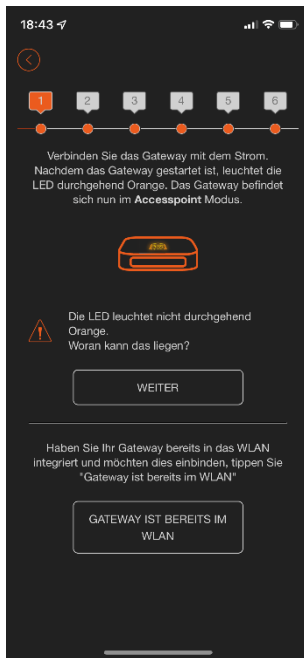 18:43
1 2 3 4 5 6
Verbinden Sie das Gateway mit dem Strom.
Nachdem das Gateway gestartet ist, leuchtet die
LED durchgehend Orange. Das Gateway befindet
sich nun im Accesspoint Modus.
Die LED leuchtet nicht durchgehend
Orange.
Woran kann das liegen?
WEITER
Haben Sie Ihr Gateway bereits in das WLAN
integriert und möchten dies einbinden, tippen Sie
"Gateway ist bereits im WLAN"
GATEWAY IST BEREITS IM
WLAN